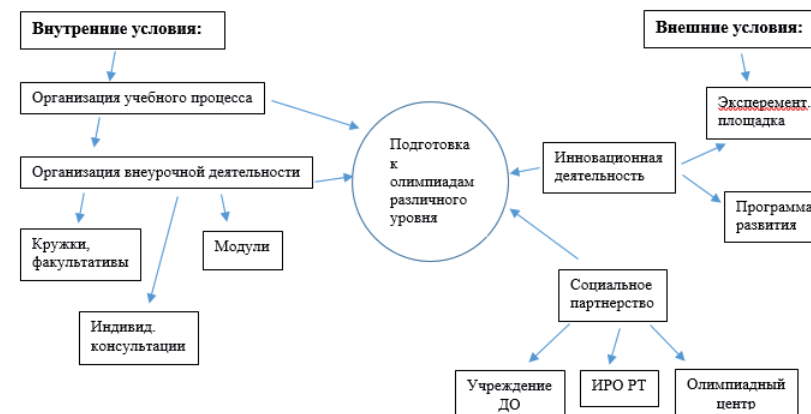 Внутренние условия:
Внешние условия:
Организация учебного процесса
Эксперемент.
площадка
Подготовка
к
олимпиадам
различного
уровня
Инновационная
деятельность
Организация внеурочной деятельности
Программа
развития
Кружки,
факультативы
Модули
Социальное
партнерство
Индивид.
консультации
Учреждение
ДО
ИРО РТ
Олимпиадный
центр